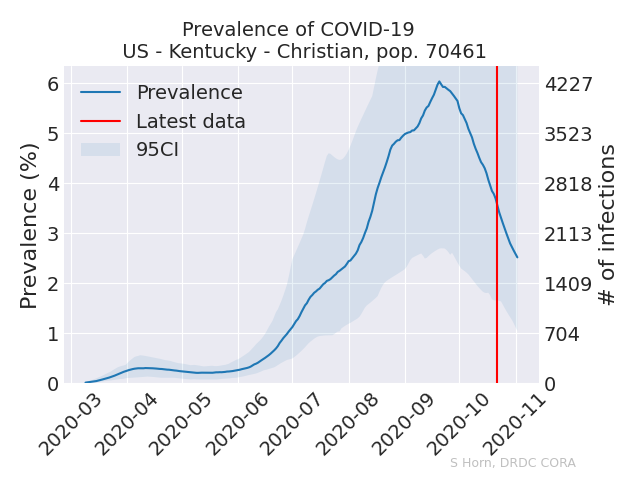 Prevalence of COVID-19
US - Kentucky - Christian, pop. 70461
Prevalence
Latest data
95CI
Prevalence (%)
6
5
4
3
2
1
0
4227
3523
2818
2113
1409
704
0
# of infections
2020-03
2020-04
2020-05
2020-06
2020-07
2020-08
2020-09
2020-10
2020-11
S Horn, DRDC CORA